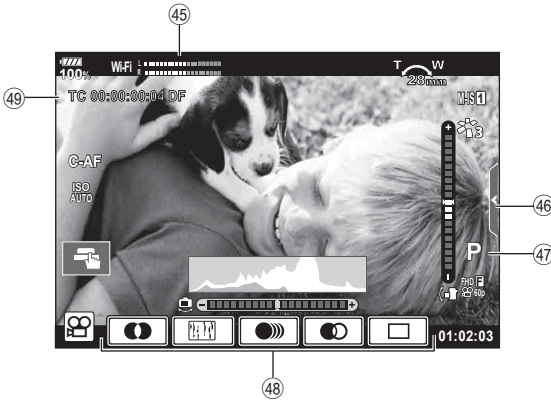 45
100%
Wi-Fi
L
R
T W
28mm
49
TC 00:00:00:04 DF
M-IS 1
3
C-AF
ISO
AUTO
+
46
P
47
−
FHD F
60p
− +
01:02:03
48